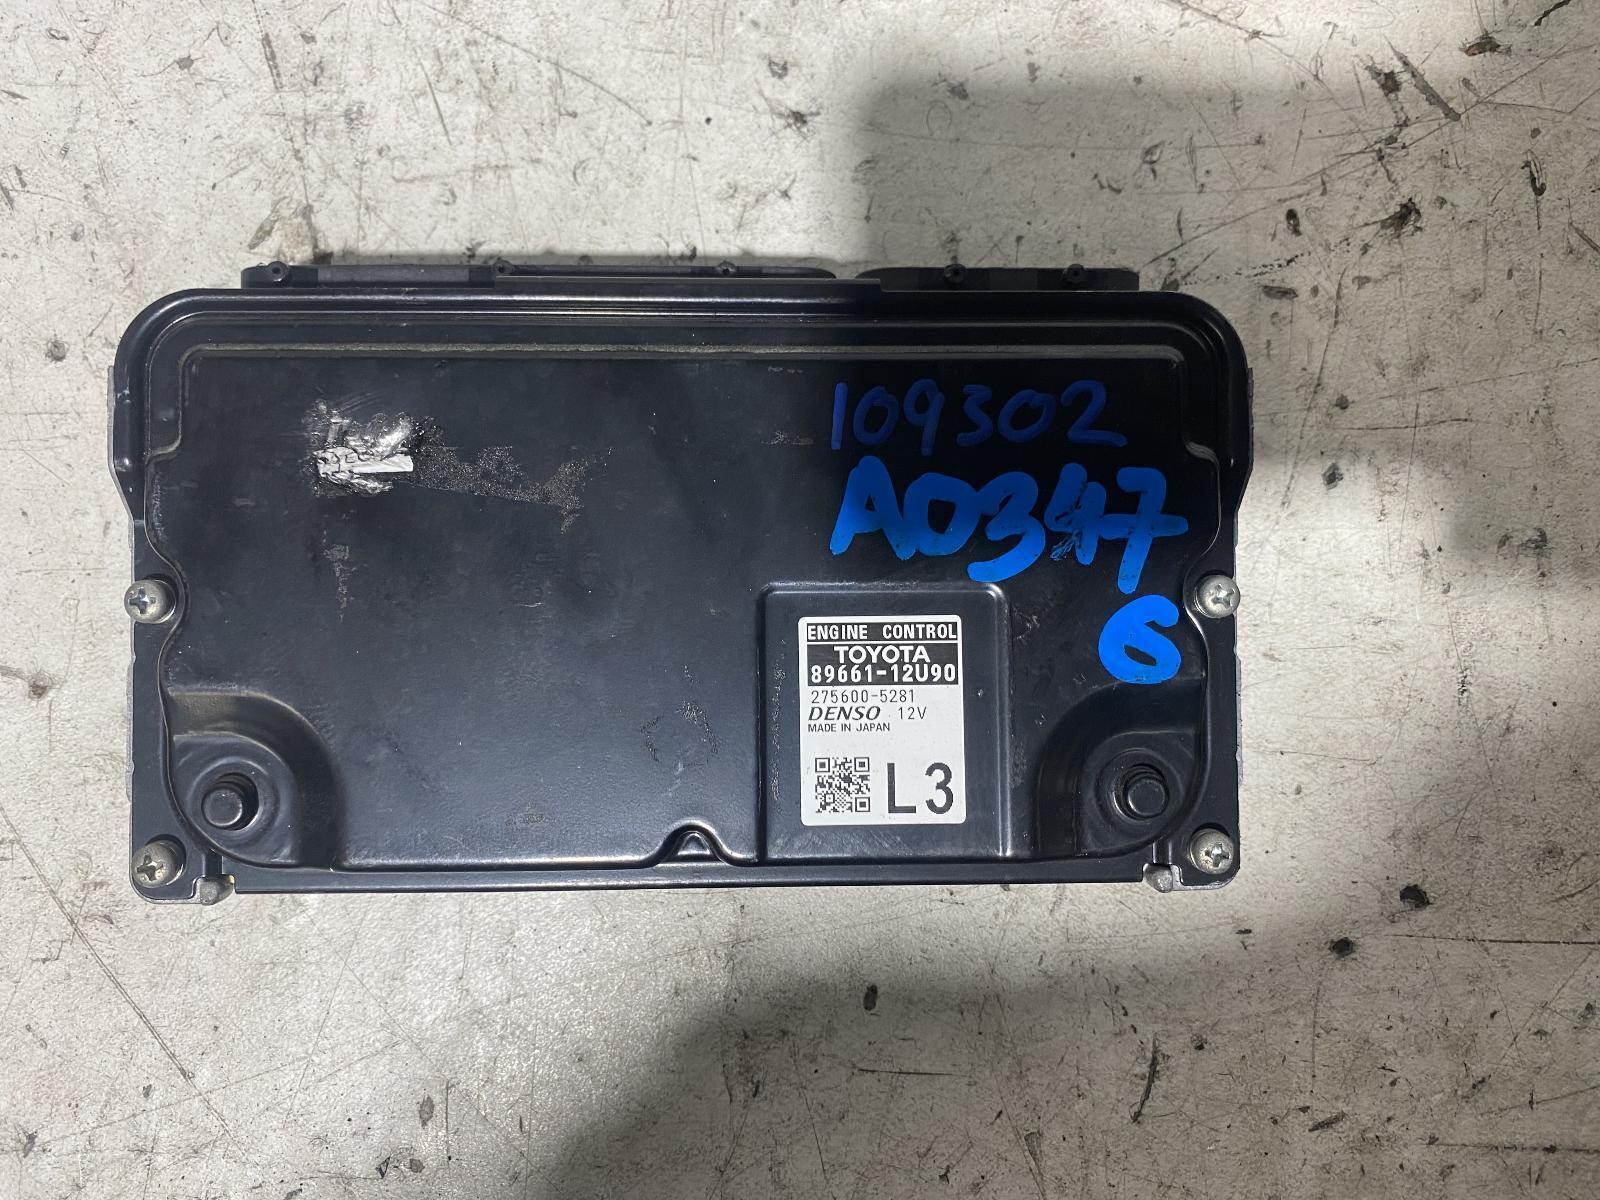 109302
A0347
6
ENGINE CONTROL
TOYOTA
89661-12U90
275600-5281
DENSO 12V
MADE IN JAPAN
L3